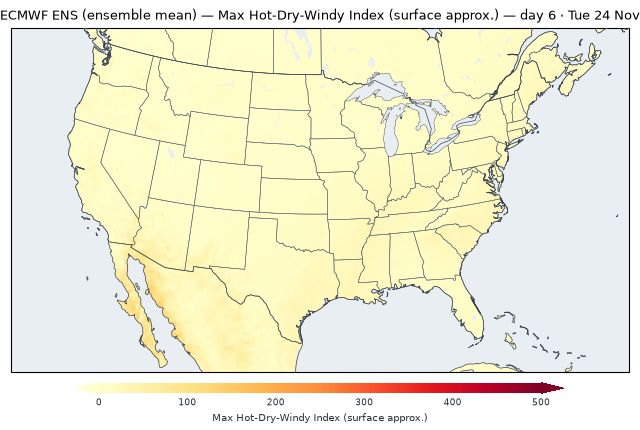 ECMWF ENS (ensemble mean) — Max Hot-Dry-Windy Index (surface approx.) — day 6 · Tue 24 Nov
0 100 200 300 400 500
Max Hot-Dry-Windy Index (surface approx.)